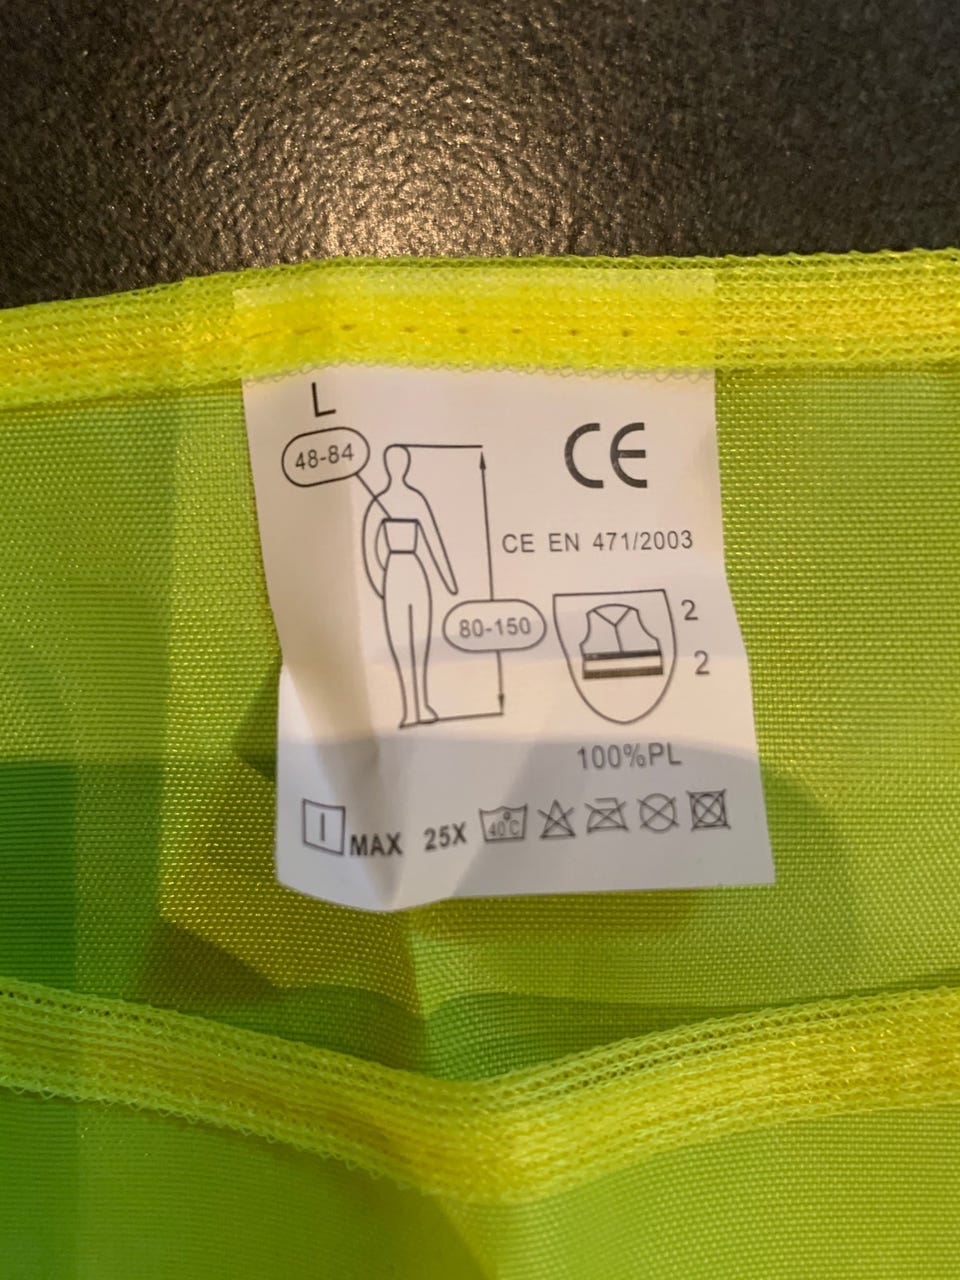 L
48-84
CE
CE EN 471/2003
80-150
2
2
100%PL
MAX 25X 40°C